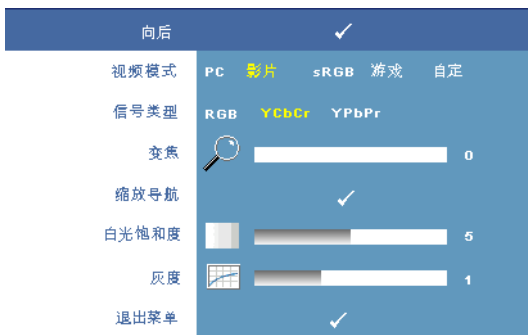 向后
视频模式 PC 影片 sRGB 游戏 自定
信号类型 RGB YCbCr YPbPr
变焦 0
缩放导航
白光饱和度 5
灰度 1
退出菜单